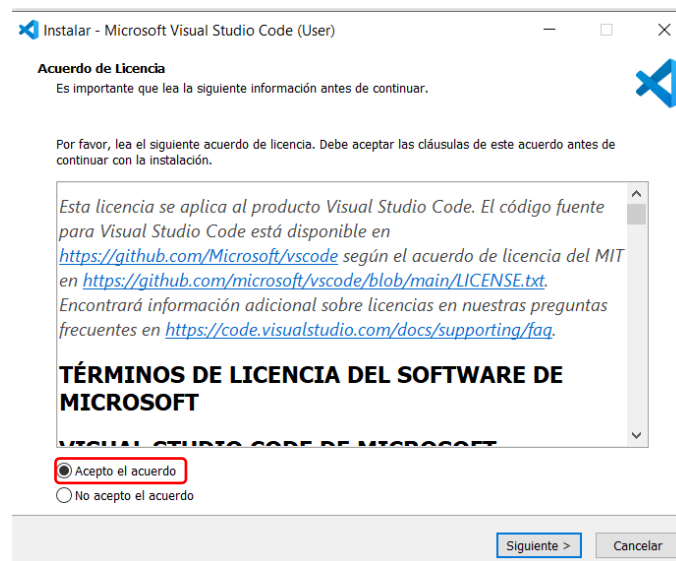 Instalar - Microsoft Visual Studio Code (User)
Acuerdo de Licencia
Es importante que lea la siguiente información antes de continuar.
Por favor, lea el siguiente acuerdo de licencia. Debe aceptar las cláusulas de este acuerdo antes de
continuar con la instalación.
Esta licencia se aplica al producto Visual Studio Code. El código fuente
para Visual Studio Code está disponible en
https://github.com/Microsoft/vscode según el acuerdo de licencia del MIT
en https://github.com/microsoft/vscode/blob/main/LICENSE.txt.
Encontrará información adicional sobre licencias en nuestras preguntas
frecuentes en https://code.visualstudio.com/docs/supporting/faq.
TÉRMINOS DE LICENCIA DEL SOFTWARE DE
MICROSOFT
VISUAL STUDIO CODE DE MICROSOFT
Acepto el acuerdo
No acepto el acuerdo
Siguiente >
Cancelar